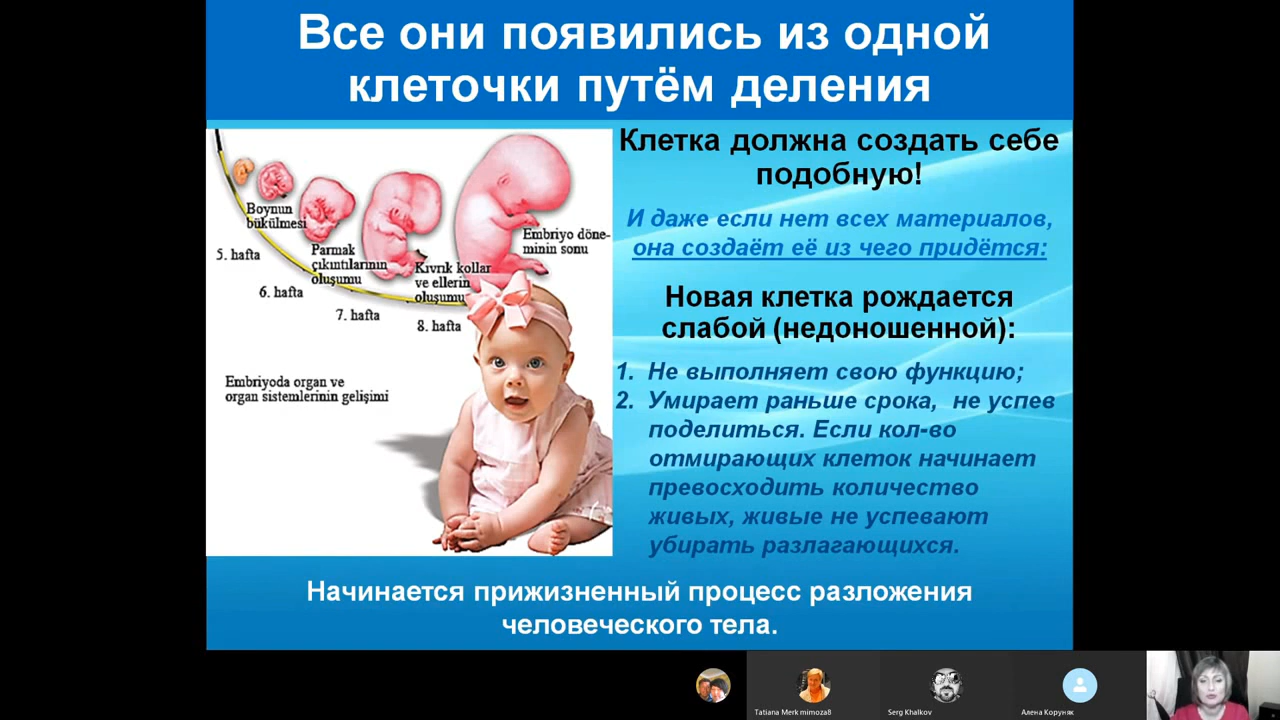 Все они появились из одной
клеточки путём деления
Boynun
bükülmesi
5. hafta
Parmak
çıkıntılarının
oluşumu
6. hafta
Kıvrık kollar
ve ellerin
oluşumu
7. hafta
Embriyo döne-
minin sonu
8. hafta
Embriyoda organ ve
organ sistemlerinin gelişimi
Клетка должна создать себе
подобную!
И даже если нет всех материалов,
она создаёт её из чего придётся:
Новая клетка рождается
слабой (недоношенной):
1. Не выполняет свою функцию;
2. Умирает раньше срока, не успев
поделиться. Если кол-во
отмирающих клеток начинает
превосходить количество
живых, живые не успевают
убирать разлагающихся.
Начинается прижизненный процесс разложения
человеческого тела.
Tatiana Merk mimoza8
Serg Khalkov
Алена Коруняк